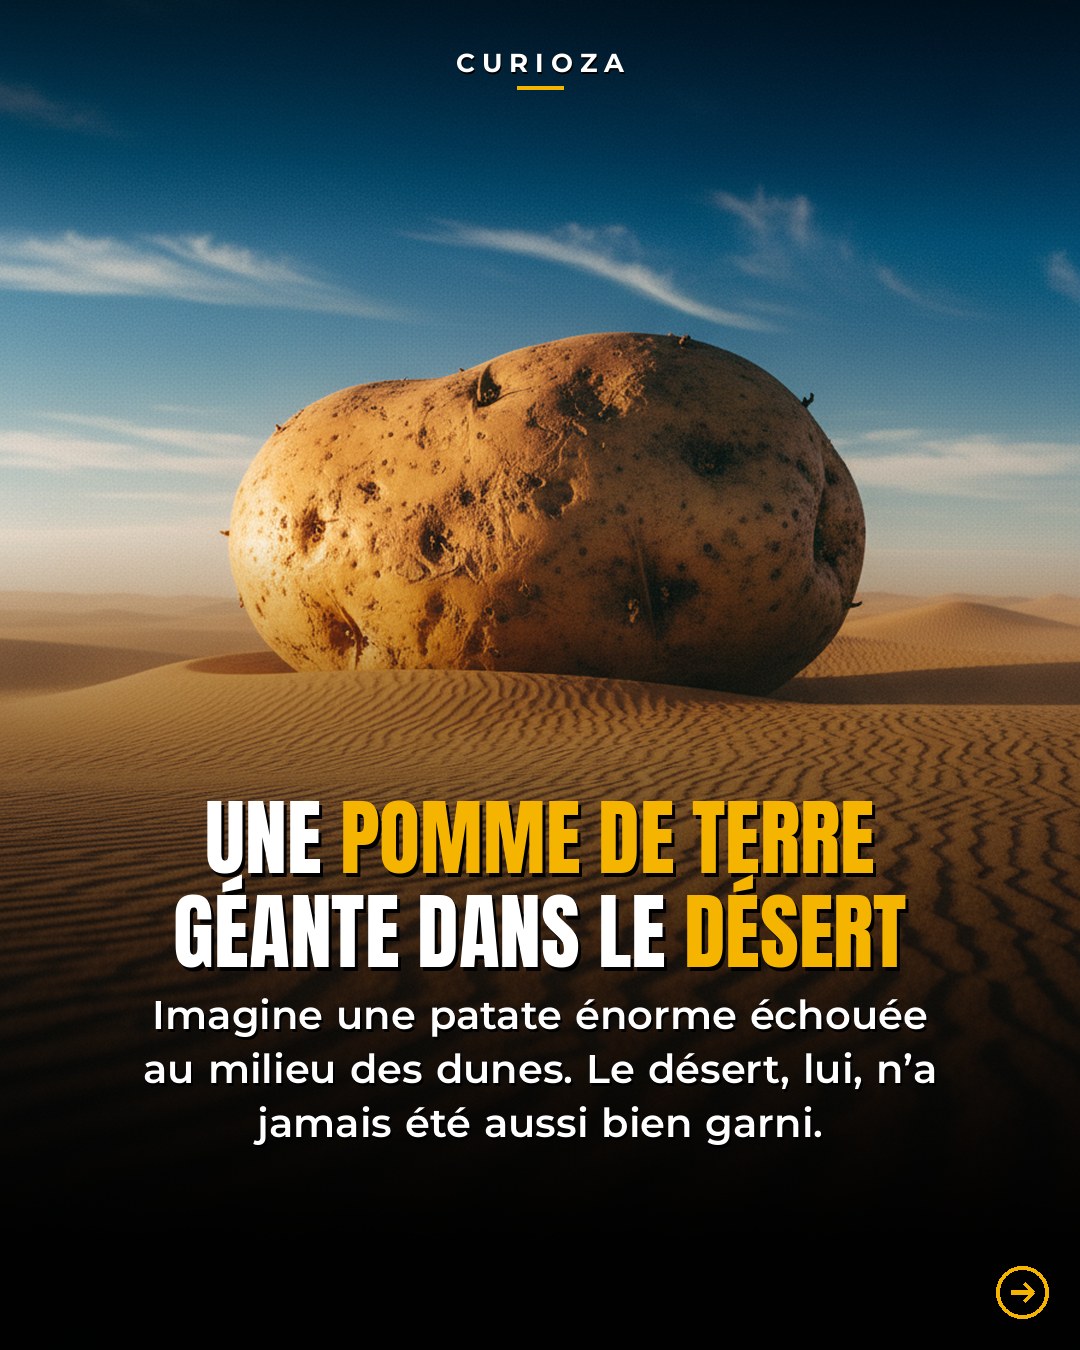 CURIOZA
UNE POMME DE TERRE
GÉANTE DANS LE DÉSERT
Imagine une patate énorme échouée
au milieu des dunes. Le désert, lui, n’a
jamais été aussi bien garni.